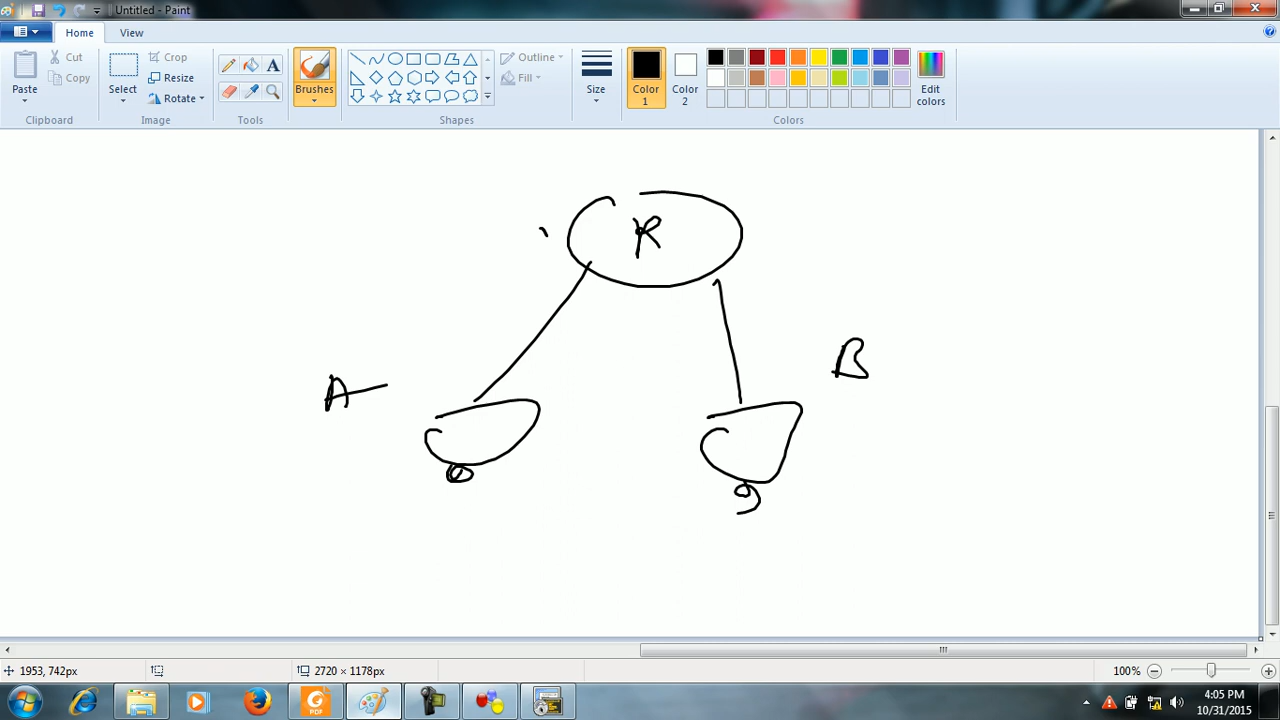 Untitled - Paint
Home View
Paste
Cut
Copy
Clipboard
Select
Crop
Resize
Rotate
Image
A
Tools
Brushes
Outline
Fill
Shapes
Size
Color 1
Color 2
Edit colors
Colors
R
B
A
1953, 742px
2720 × 1178px
100%
PDF
4:05 PM
10/31/2015